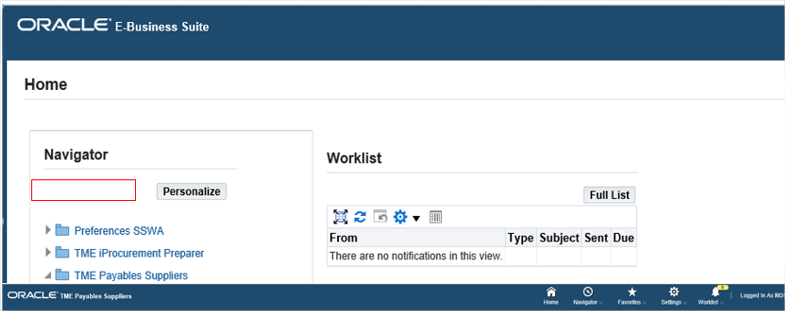 ORACLE® E-Business Suite
Home
Navigator
Personalize
Preferences SSWA
TME iProcurement Preparer
TME Payables Suppliers
Worklist
Full List
From Type Subject Sent Due
There are no notifications in this view.
ORACLE® TME Payables Suppliers
Home Navigator Favorites Settings Worklist Logged In As